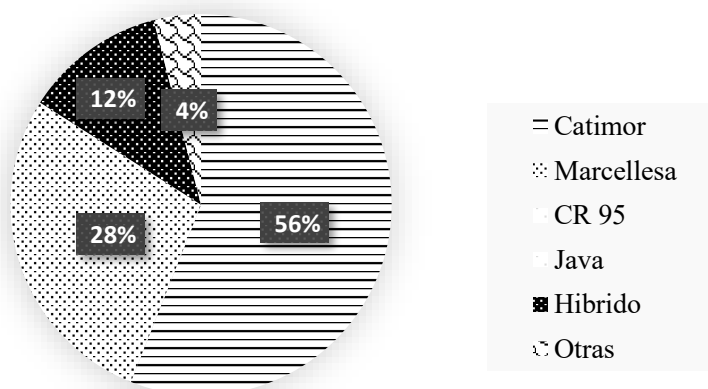 12%
4%
28%
56%
Catimor
Marcellesa
CR 95
Java
Hibrido
Otras